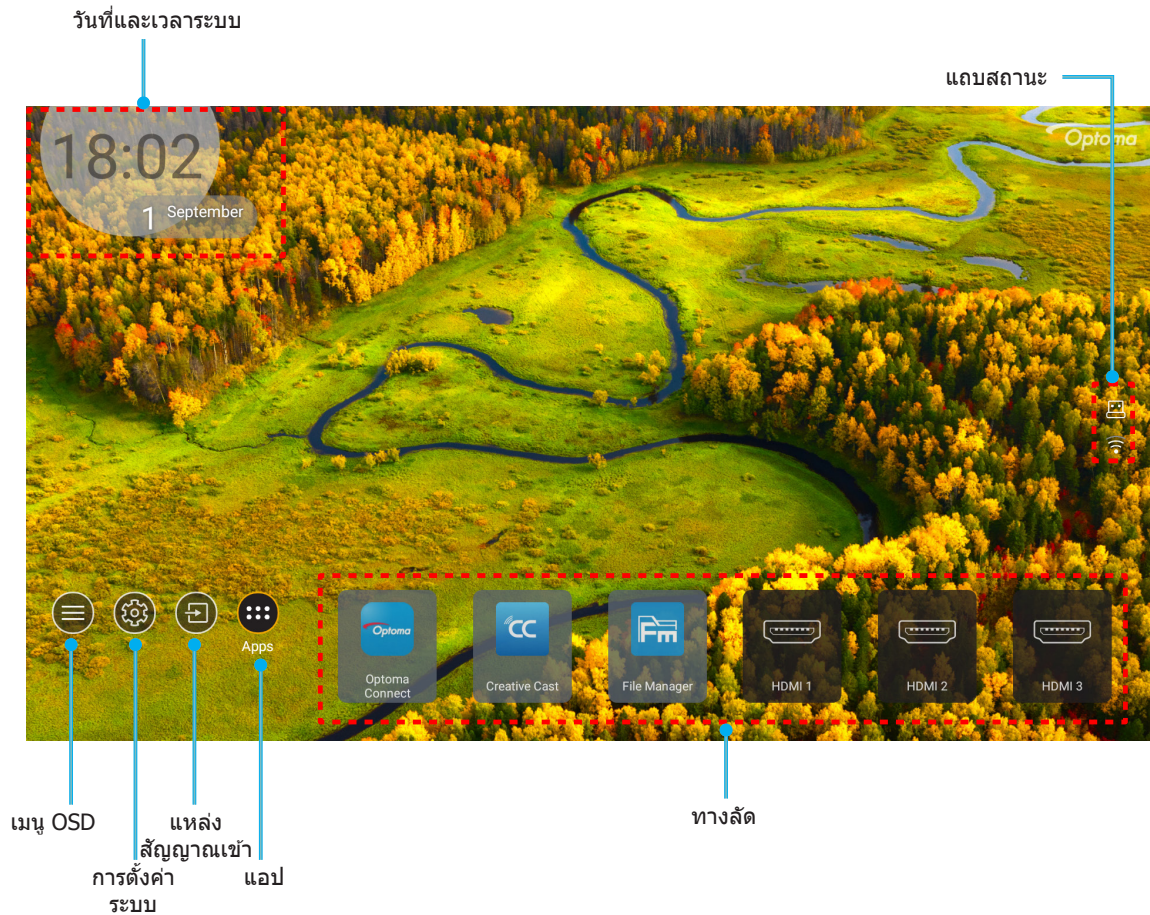 วันที่และเวลาระบบ
แถบสถานะ
18:02
Optoma
1 September
Apps
Optoma
Optoma
Connect
CC
Creative Cast
Fm
File Manager
HDMI 1
HDMI 2
HDMI 3
เมนู OSD
แหล่ง
สัญญาณเข้า
ทางลัด
การตั้งค่า
ระบบ
แอป